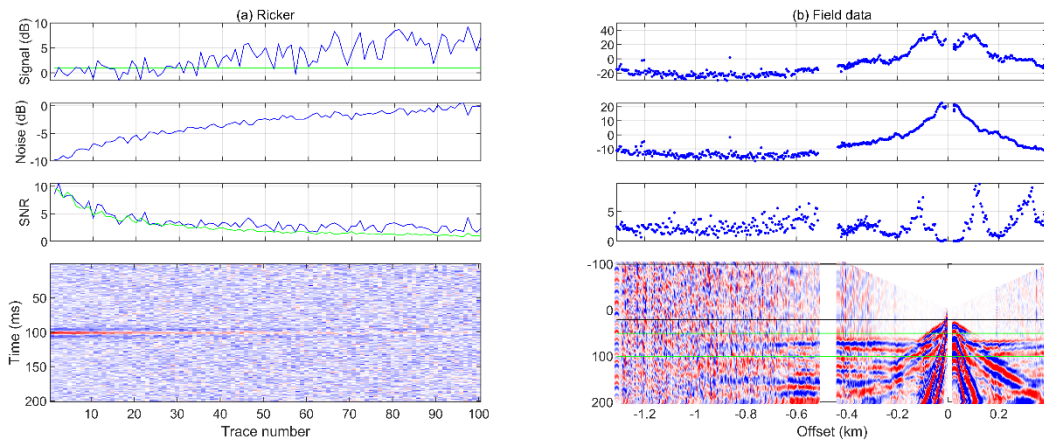 (a) Ricker
Signal (dB)
10
5
0
Noise (dB)
0
-5
-10
SNR
10
5
0
Time (ms)
50
100
150
200
10 20 30 40 50 60 70 80 90 100
Trace number
(b) Field data
40
20
0
-20
20
10
0
-10
5
0
-100
0
100
200
-1.2 -1 -0.8 -0.6 -0.4 -0.2 0 0.2
Offset (km)